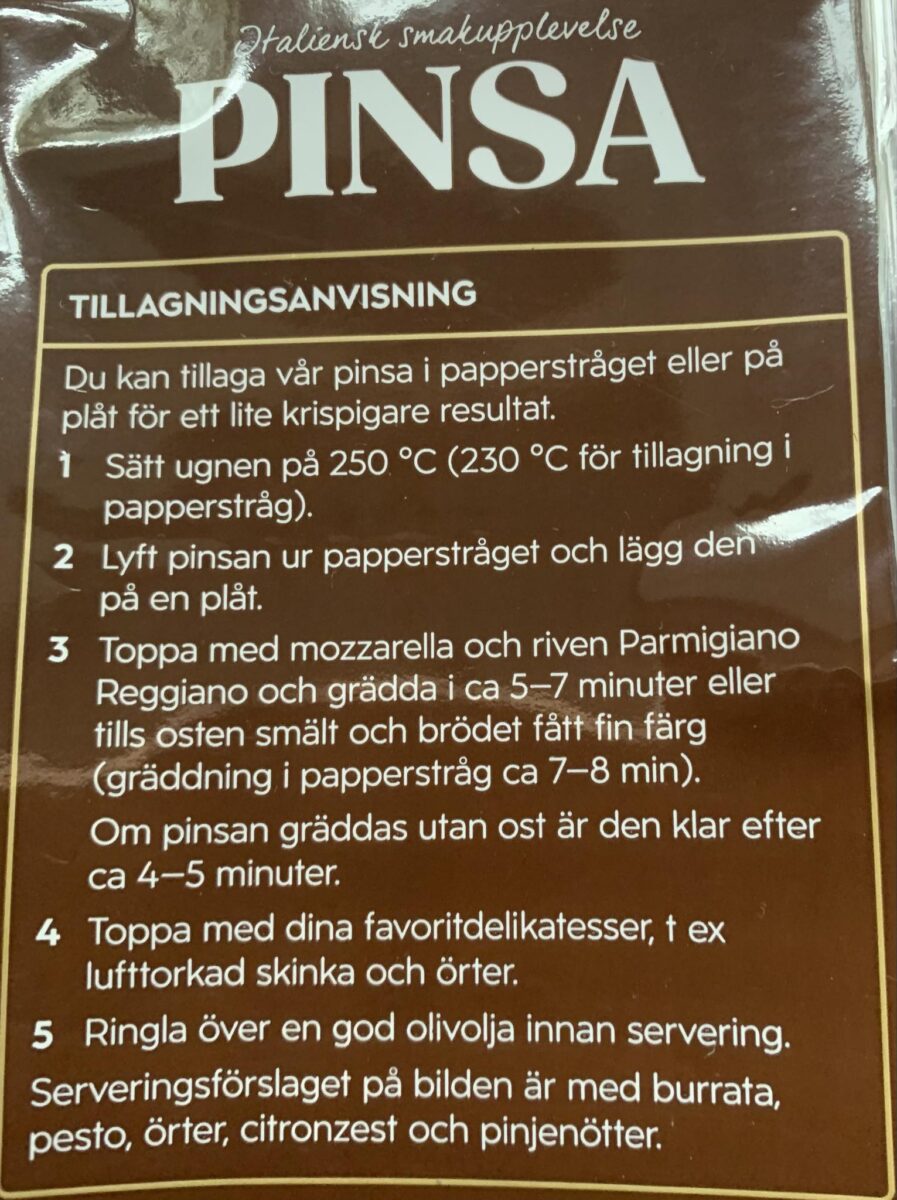 Italiensk smakupplevelse
PINSA
TILLAGNINGSANVISNING
Du kan tillaga vår pinsa i papperstråget eller på
plåt för ett lite krispigare resultat.
1 Sätt ugnen på 250 °C (230 °C för tillagning i
papperstråg).
2 Lyft pinsan ur papperstråget och lägg den
på en plåt.
3 Toppa med mozzarella och riven Parmigiano
Reggiano och grädda i ca 5–7 minuter eller
tills osten smält och brödet fått fin färg
(gräddning i papperstråg ca 7–8 min).
Om pinsan gräddas utan ost är den klar efter
ca 4–5 minuter.
4 Toppa med dina favoritdelikatesser, t ex
lufttorkad skinka och örter.
5 Ringla över en god olivolja innan servering.
Serveringsförslaget på bilden är med burrata,
pesto, örter, citronzest och pinjenötter.